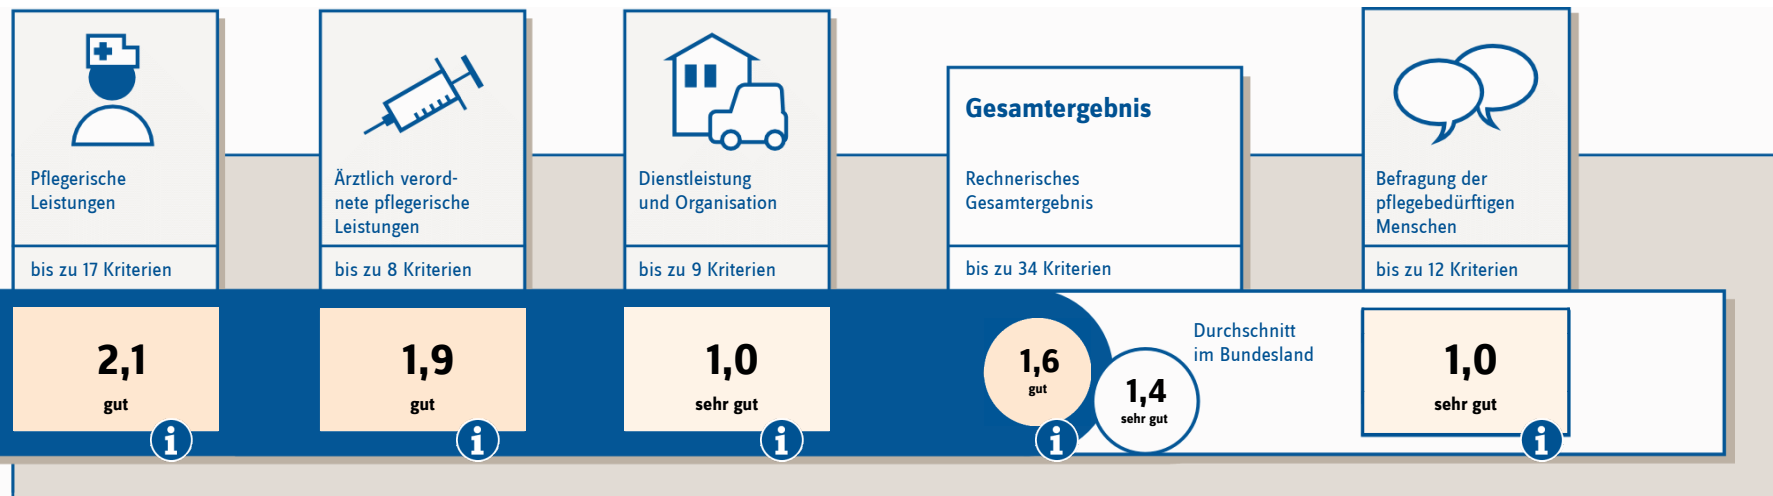 Pflegerische
Leistungen
bis zu 17 Kriterien
2,1
gut
i
Ärztlich verord-
nete pflegerische
Leistungen
bis zu 8 Kriterien
1,9
gut
i
Dienstleistung
und Organisation
bis zu 9 Kriterien
1,0
sehr gut
i
Gesamtergebnis
Rechnerisches
Gesamtergebnis
bis zu 34 Kriterien
1,6
gut
i
1,4
sehr gut
Durchschnitt
im Bundesland
Befragung der
pflegebedürftigen
Menschen
bis zu 12 Kriterien
1,0
sehr gut
i